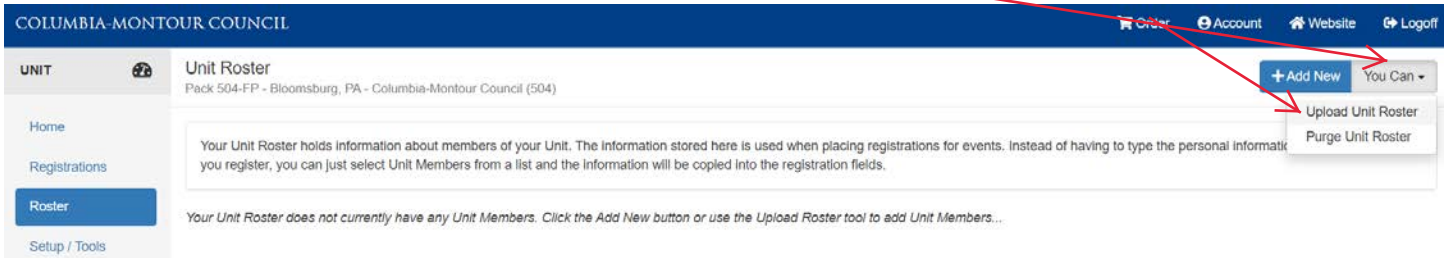 COLUMBIA-MONTOUR COUNCIL
Order Account Website Logoff
UNIT
Unit Roster
Pack 504-FP - Bloomsburg, PA - Columbia-Montour Council (504)
+ Add New You Can
Upload Unit Roster
Purge Unit Roster
Home
Registrations
Roster
Setup / Tools
Your Unit Roster holds information about members of your Unit. The information stored here is used when placing registrations for events. Instead of having to type the personal informati
you register, you can just select Unit Members from a list and the information will be copied into the registration fields.
Your Unit Roster does not currently have any Unit Members. Click the Add New button or use the Upload Roster tool to add Unit Members...